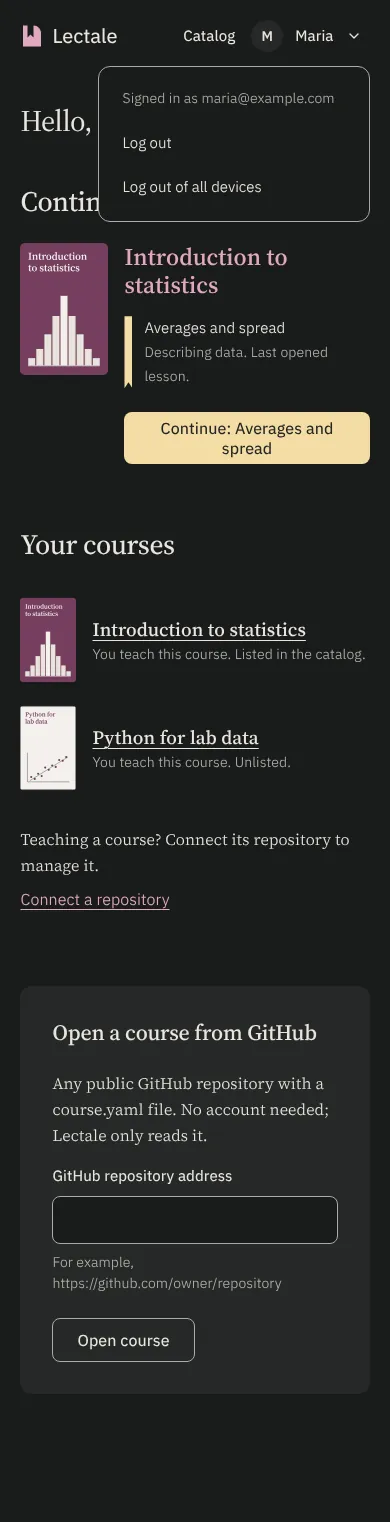 Lectale
Catalog
M
Maria
Signed in as maria@example.com
Log out
Log out of all devices
Hello,
Contin
Introduction
to statistics
Introduction to
statistics
Averages and spread
Describing data. Last opened
lesson.
Continue: Averages and
spread
Your courses
Introduction
to statistics
Introduction to statistics
You teach this course. Listed in the catalog.
Python for
lab data
Python for lab data
You teach this course. Unlisted.
Teaching a course? Connect its repository to
manage it.
Connect a repository
Open a course from GitHub
Any public GitHub repository with a
course.yaml file. No account needed;
Lectale only reads it.
GitHub repository address
For example,
https://github.com/owner/repository
Open course